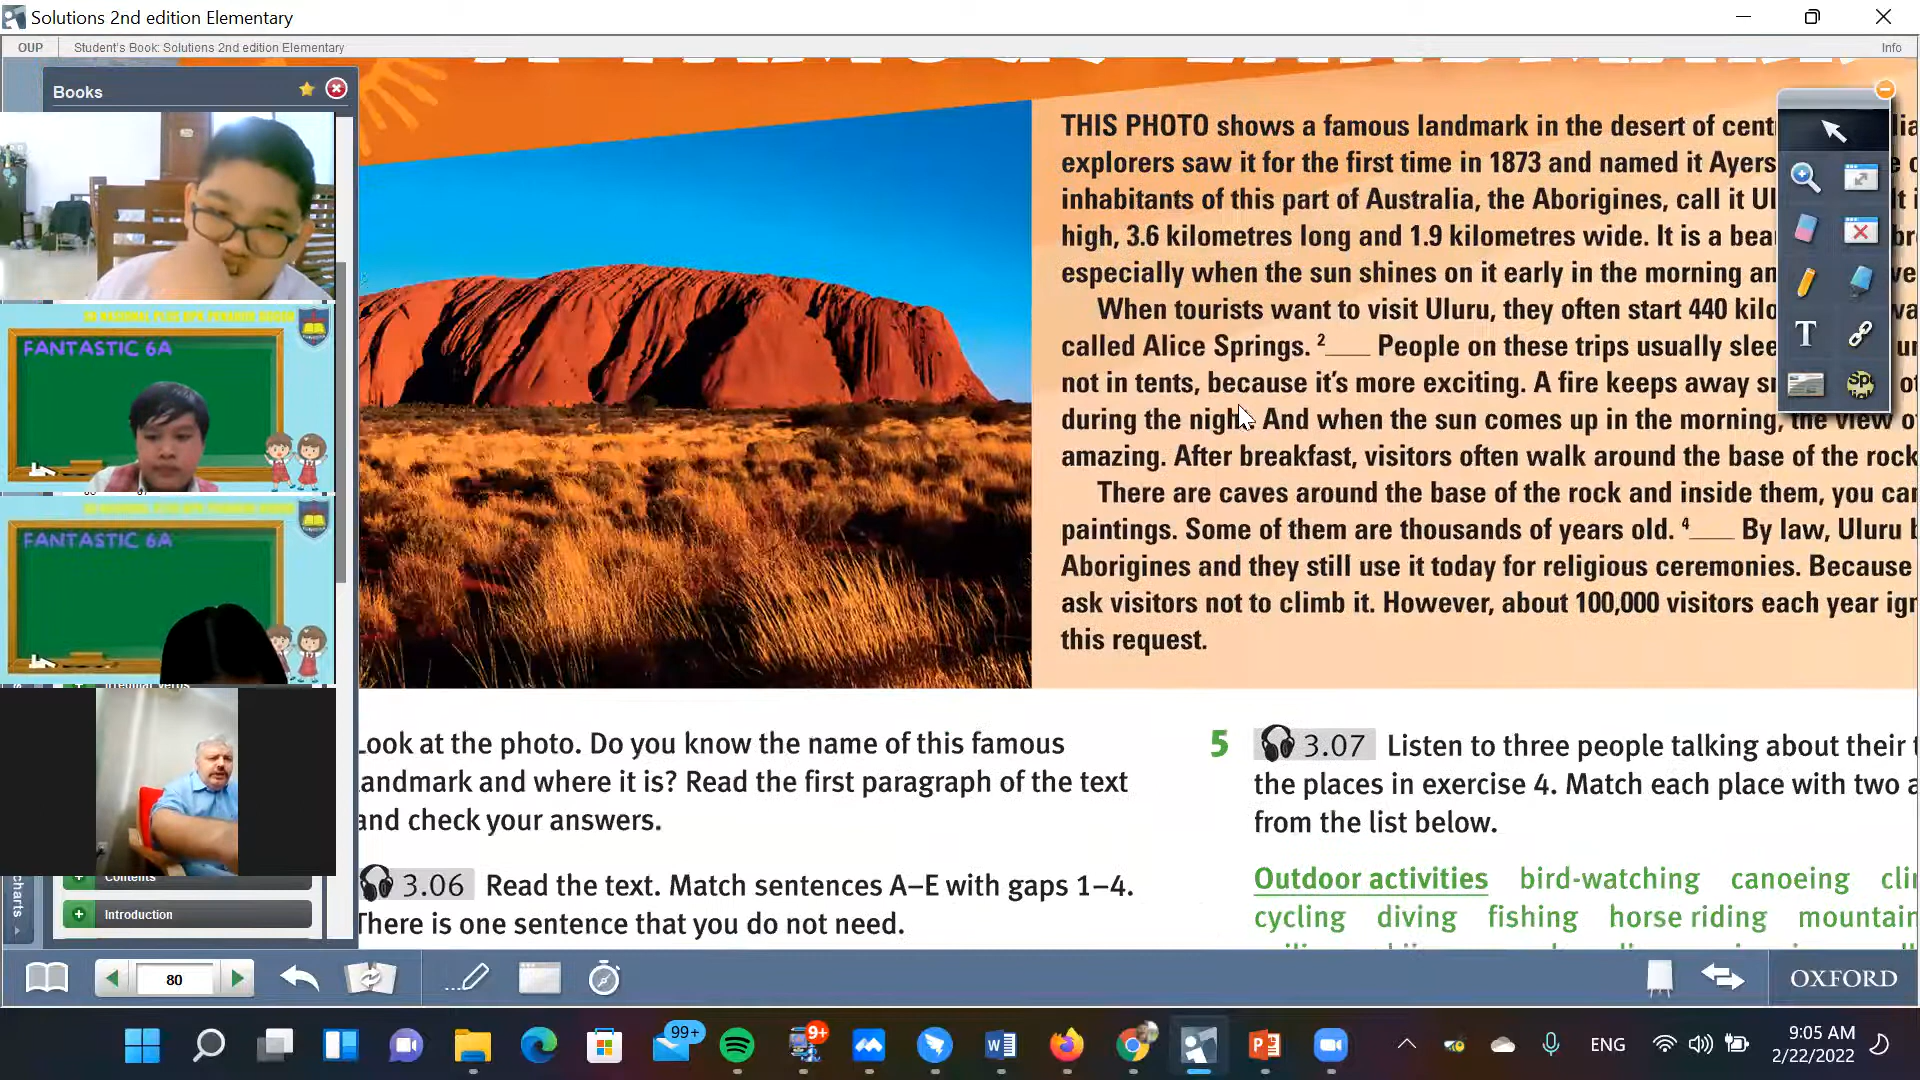 Solutions 2nd edition Elementary
OUP
Student's Book: Solutions 2nd edition Elementary
Info
Books
FANTASTIC 6A
FANTASTIC 6A
Contents
Introduction
charts
THIS PHOTO shows a famous landmark in the desert of cent
explorers saw it for the first time in 1873 and named it Ayers
inhabitants of this part of Australia, the Aborigines, call it Ul
high, 3.6 kilometres long and 1.9 kilometres wide. It is a bea
especially when the sun shines on it early in the morning an
When tourists want to visit Uluru, they often start 440 kilo
called Alice Springs. 2____ People on these trips usually slee
not in tents, because it's more exciting. A fire keeps away sn
during the night. And when the sun comes up in the morning, the view of
amazing. After breakfast, visitors often walk around the base of the rock
There are caves around the base of the rock and inside them, you can
paintings. Some of them are thousands of years old. 4____ By law, Uluru b
Aborigines and they still use it today for religious ceremonies. Because
ask visitors not to climb it. However, about 100,000 visitors each year ign
this request.
Look at the photo. Do you know the name of this famous
landmark and where it is? Read the first paragraph of the text
and check your answers.
3.06 Read the text. Match sentences A–E with gaps 1–4.
There is one sentence that you do not need.
5 3.07 Listen to three people talking about their t
the places in exercise 4. Match each place with two a
from the list below.
Outdoor activities bird-watching canoeing cli
cycling diving fishing horse riding mountain
T
Sp
80
OXFORD
99+
9+
ENG
9:05 AM
2/22/2022